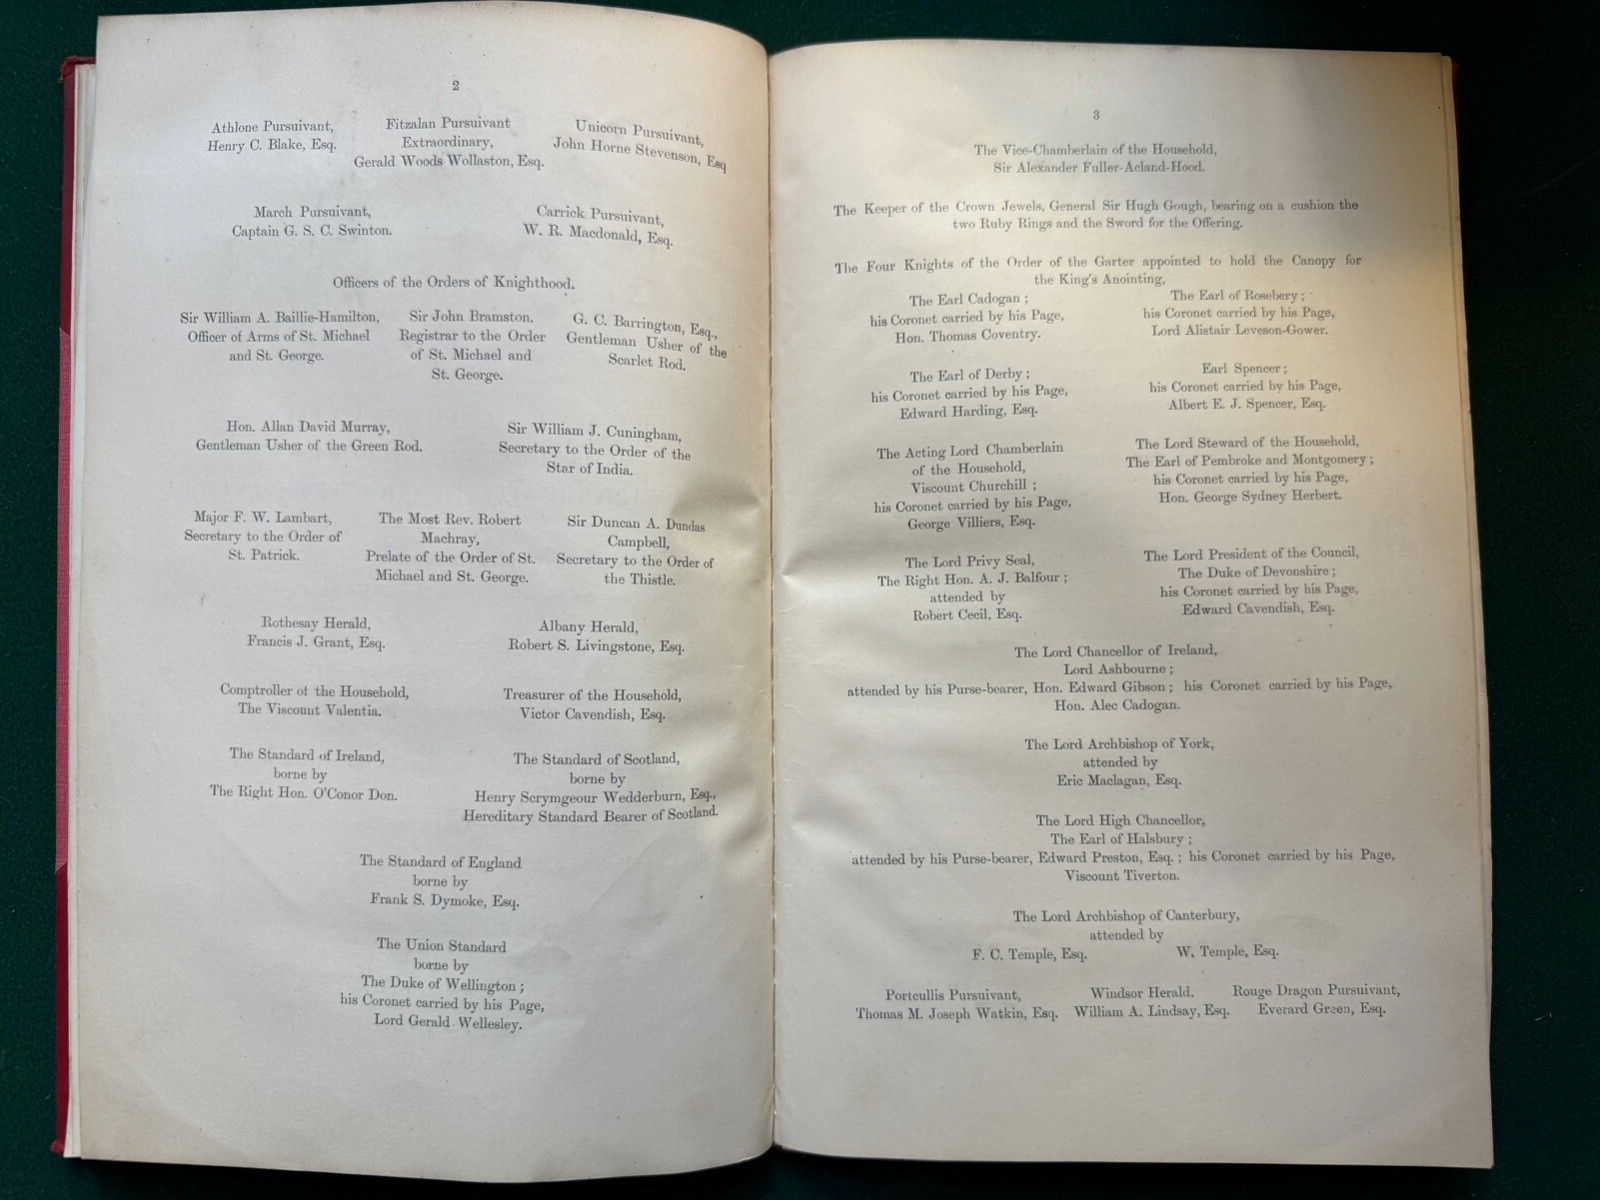 2
Athlone Pursuivant,
Henry C. Blake, Esq.
Fitzalan Pursuivant
Extraordinary,
Gerald Woods Wollaston, Esq.
Unicorn Pursuivant,
John Horne Stevenson, Esq
March Pursuivant,
Captain G. S. C. Swinton.
Carrick Pursuivant,
W. R. Macdonald, Esq.
Officers of the Orders of Knighthood.
Sir William A. Baillie-Hamilton,
Officer of Arms of St. Michael
and St. George.
Sir John Bramston,
Registrar to the Order
of St. Michael and
St. George.
G. C. Barrington, Esq.,
Gentleman Usher of the
Scarlet Rod.
Hon. Allan David Murray,
Gentleman Usher of the Green Rod.
Sir William J. Cuningham,
Secretary to the Order of the
Star of India.
Major F. W. Lambart,
Secretary to the Order of
St. Patrick.
The Most Rev. Robert
Machray,
Prelate of the Order of St.
Michael and St. George.
Sir Duncan A. Dundas
Campbell,
Secretary to the Order of
the Thistle.
Rothesay Herald,
Francis J. Grant, Esq.
Albany Herald,
Robert S. Livingstone, Esq.
Comptroller of the Household,
The Viscount Valentia.
Treasurer of the Household,
Victor Cavendish, Esq.
The Standard of Ireland,
borne by
The Right Hon. O'Conor Don.
The Standard of Scotland,
borne by
Henry Scrymgeour Wedderburn, Esq.,
Hereditary Standard Bearer of Scotland.
The Standard of England
borne by
Frank S. Dymoke, Esq.
The Union Standard
borne by
The Duke of Wellington;
his Coronet carried by his Page,
Lord Gerald Wellesley.
3
The Vice-Chamberlain of the Household,
Sir Alexander Fuller-Acland-Hood.
The Keeper of the Crown Jewels, General Sir Hugh Gough, bearing on a cushion the
two Ruby Rings and the Sword for the Offering.
The Four Knights of the Order of the Garter appointed to hold the Canopy for
the King's Anointing,
The Earl Cadogan;
his Coronet carried by his Page,
Hon. Thomas Coventry.
The Earl of Rosebery;
his Coronet carried by his Page,
Lord Alistair Leveson-Gower.
The Earl of Derby;
his Coronet carried by his Page,
Edward Harding, Esq.
Earl Spencer;
his Coronet carried by his Page,
Albert E. J. Spencer, Esq.
The Acting Lord Chamberlain
of the Household,
Viscount Churchill;
his Coronet carried by his Page,
George Villiers, Esq.
The Lord Steward of the Household,
The Earl of Pembroke and Montgomery;
his Coronet carried by his Page,
Hon. George Sydney Herbert.
The Lord Privy Seal,
The Right Hon. A. J. Balfour;
attended by
Robert Cecil, Esq.
The Lord President of the Council,
The Duke of Devonshire;
his Coronet carried by his Page,
Edward Cavendish, Esq.
The Lord Chancellor of Ireland,
Lord Ashbourne;
attended by his Purse-bearer, Hon. Edward Gibson; his Coronet carried by his Page,
Hon. Alec Cadogan.
The Lord Archbishop of York,
attended by
Eric Maclagan, Esq.
The Lord High Chancellor,
The Earl of Halsbury;
attended by his Purse-bearer, Edward Preston, Esq.; his Coronet carried by his Page,
Viscount Tiverton.
The Lord Archbishop of Canterbury,
attended by
F. C. Temple, Esq. W. Temple, Esq.
Portcullis Pursuivant,
Thomas M. Joseph Watkin, Esq.
Windsor Herald.
William A. Lindsay, Esq.
Rouge Dragon Pursuivant,
Everard Green, Esq.